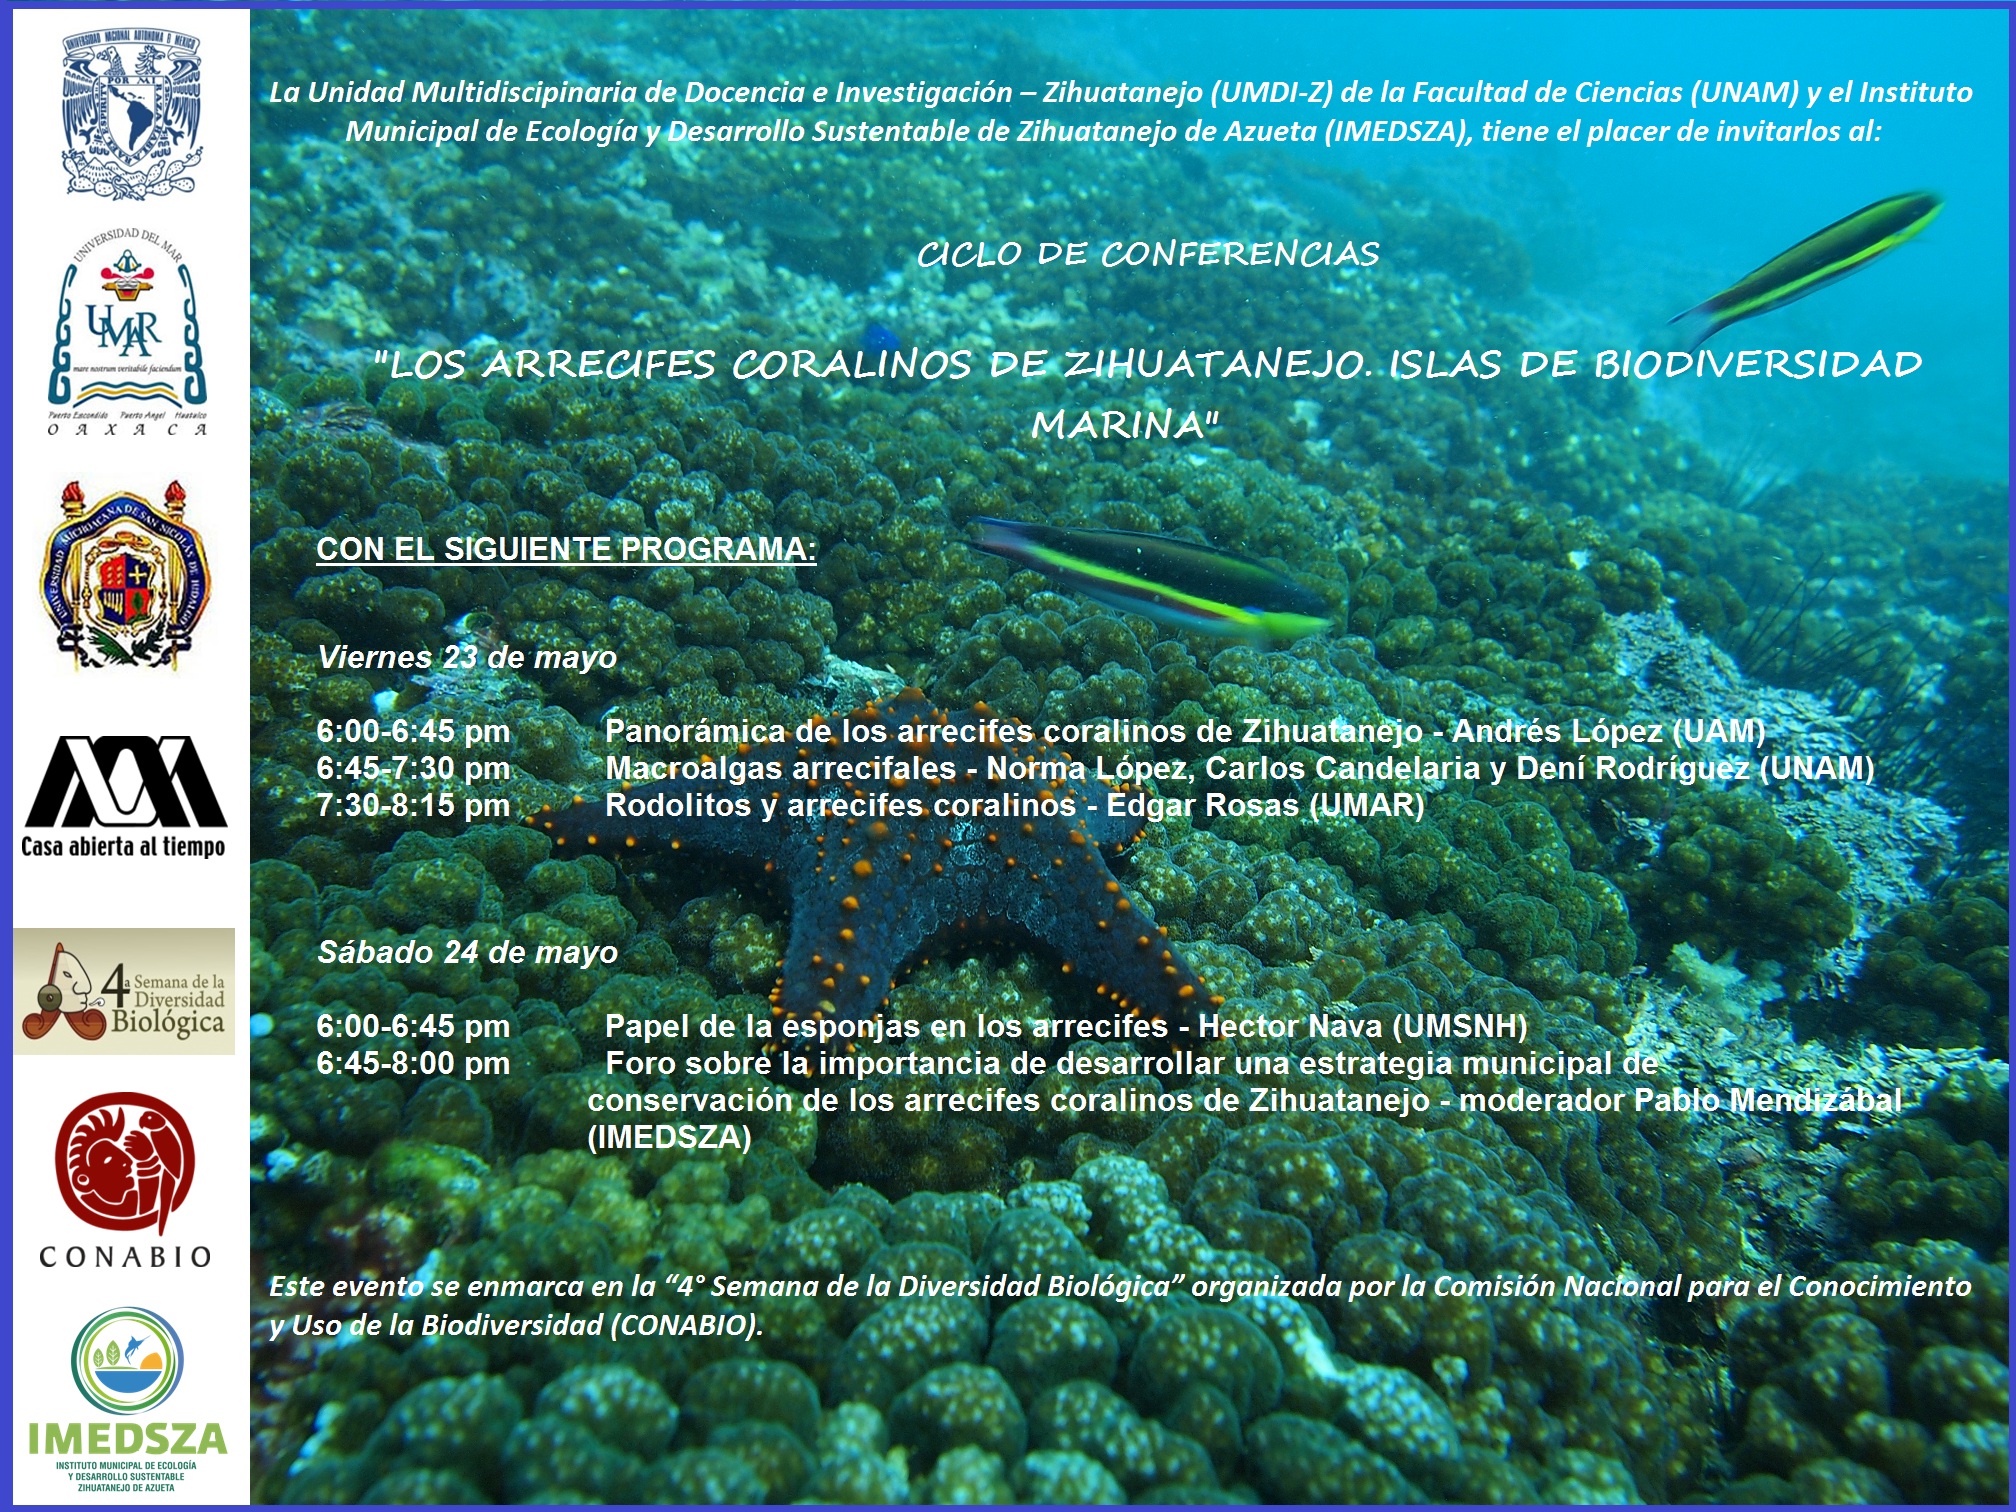 UNIVERSIDAD NACIONAL AUTONOMA D MEXICO
POR MI RAZA HABLARA EL ESPIRITU
UNIVERSIDAD DEL MAR
UMAR
mare nostrum veritabile faciendum
Puerto Escondido Puerto Angel Huatulco
OAXACA
UNIVERSIDAD MICHOACANA DE SAN NICOLAS DE HIDALGO
Casa abierta al tiempo
4a Semana de la
Diversidad
Biológica
CONABIO
IMEDSZA
INSTITUTO MUNICIPAL DE ECOLOGÍA
Y DESARROLLO SUSTENTABLE
ZIHUATANEJO DE AZUETA
La Unidad Multidiscipinaria de Docencia e Investigación – Zihuatanejo (UMDI-Z) de la Facultad de Ciencias (UNAM) y el Instituto
Municipal de Ecología y Desarrollo Sustentable de Zihuatanejo de Azueta (IMEDSZA), tiene el placer de invitarlos al:
CICLO DE CONFERENCIAS
"LOS ARRECIFES CORALINOS DE ZIHUATANEJO. ISLAS DE BIODIVERSIDAD
MARINA"
CON EL SIGUIENTE PROGRAMA:
Viernes 23 de mayo
6:00-6:45 pm Panorámica de los arrecifes coralinos de Zihuatanejo - Andrés López (UAM)
6:45-7:30 pm Macroalgas arrecifales - Norma López, Carlos Candelaria y Dení Rodríguez (UNAM)
7:30-8:15 pm Rodolitos y arrecifes coralinos - Edgar Rosas (UMAR)
Sábado 24 de mayo
6:00-6:45 pm Papel de la esponjas en los arrecifes - Hector Nava (UMSNH)
6:45-8:00 pm Foro sobre la importancia de desarrollar una estrategia municipal de
conservación de los arrecifes coralinos de Zihuatanejo - moderador Pablo Mendizábal
(IMEDSZA)
Este evento se enmarca en la “4° Semana de la Diversidad Biológica” organizada por la Comisión Nacional para el Conocimiento
y Uso de la Biodiversidad (CONABIO).